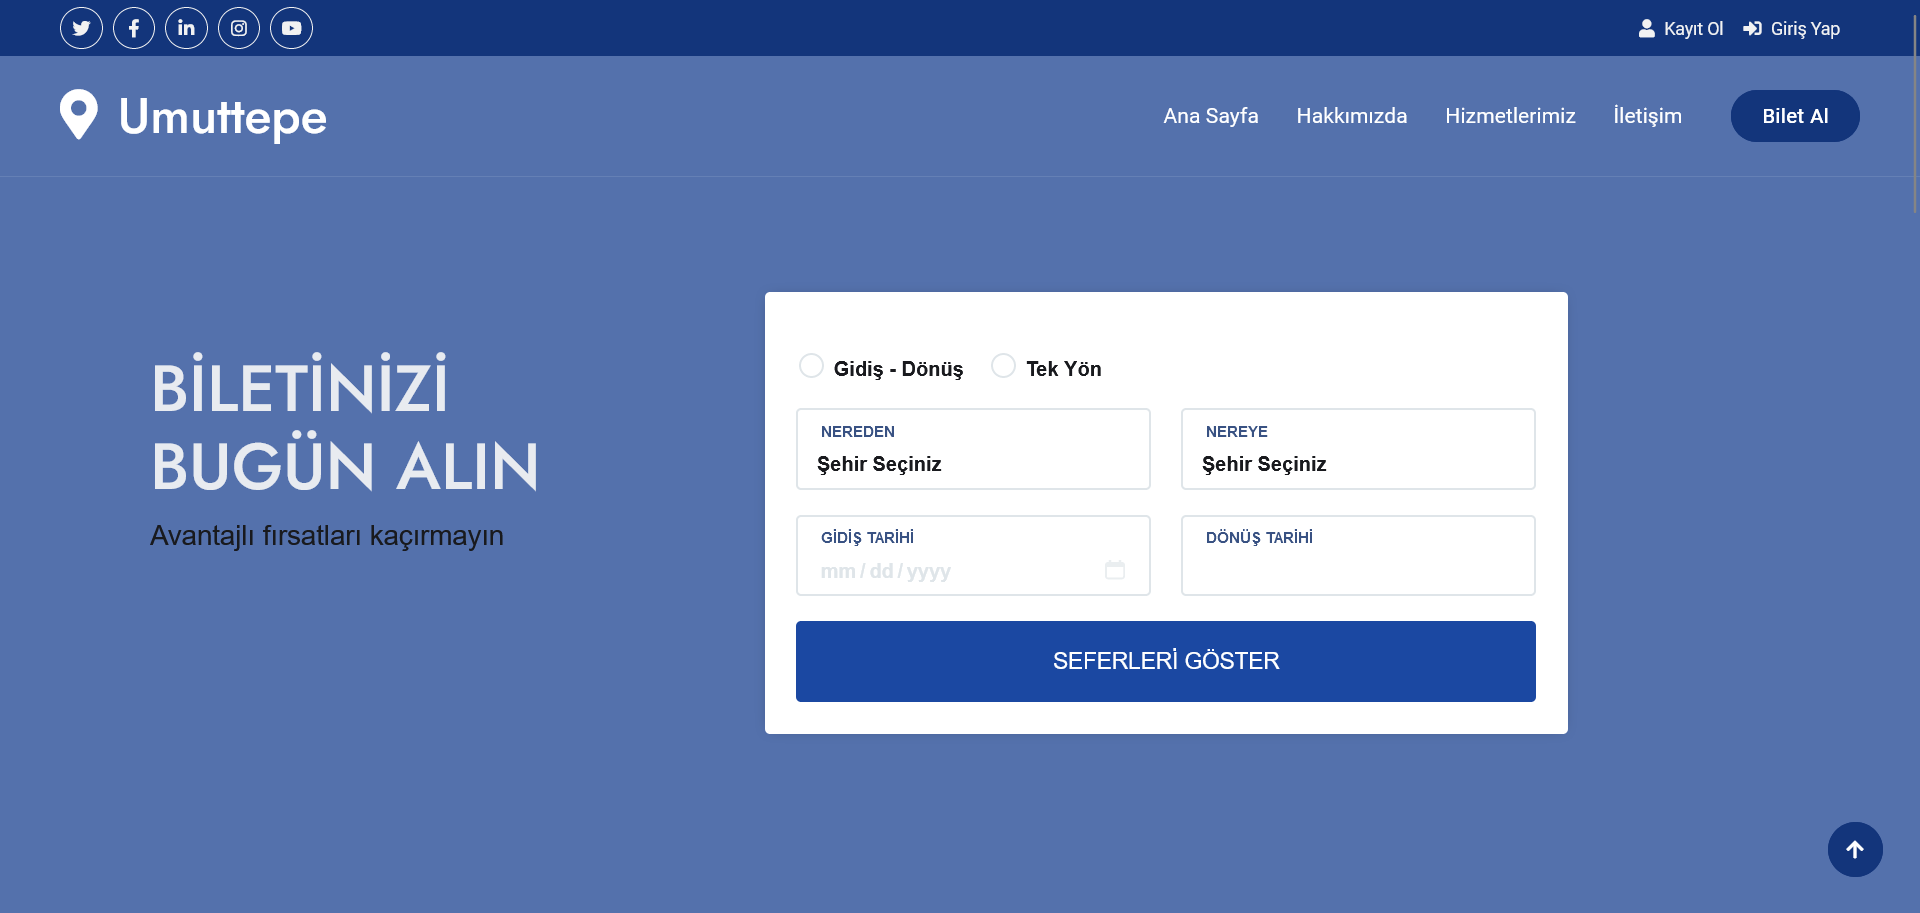 Kayıt Ol Giriş Yap
Umuttepe
Ana Sayfa Hakkımızda Hizmetlerimiz İletişim Bilet Al
BİLETİNİZİ
BUGÜN ALIN
Avantajlı fırsatları kaçırmayın
Gidiş - Dönüş Tek Yön
NEREDEN
Şehir Seçiniz
NEREYE
Şehir Seçiniz
GİDİŞ TARİHİ
mm/dd/yyyy
DÖNÜŞ TARİHİ
SEFERLERİ GÖSTER